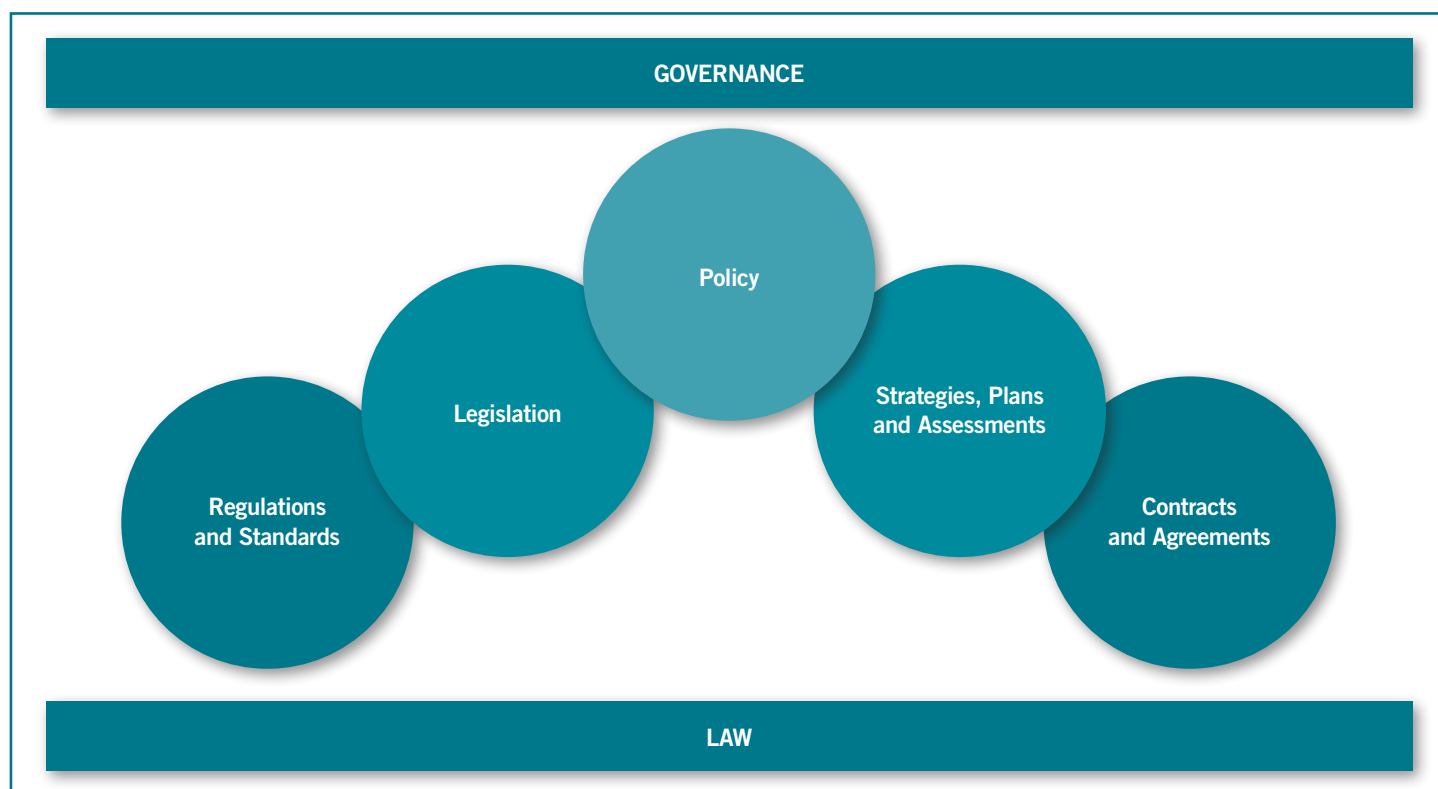 GOVERNANCE
Policy
Legislation
Strategies, Plans
and Assessments
Regulations
and Standards
Contracts
and Agreements
LAW